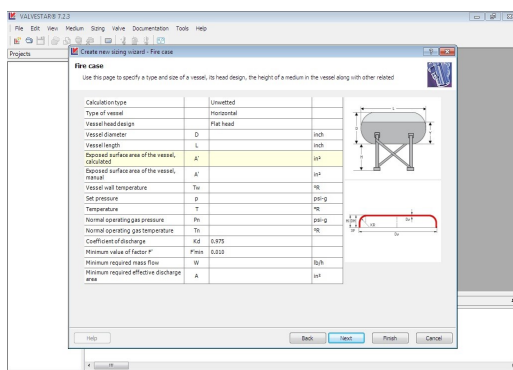 VALVESTAR® 7.2.3
File Edit View Medium Sizing Valve Documentation Tools Help
Projects
Create new sizing wizard - Fire case
Fire case
Use this page to specify a type and size of a vessel, its head design, the height of a medium in the vessel along with other related
Calculation type Unwetted
Type of vessel Horizontal
Vessel head design Flat head
Vessel diameter D inch
Vessel length L inch
Exposed surface area of the vessel,
calculated A' in²
Exposed surface area of the vessel,
manual A' in²
Vessel wall temperature Tw °R
Set pressure p psi-g
Temperature T °R
Normal operating gas pressure Pn psi-g
Normal operating gas temperature Tn °R
Coefficient of discharge Kd 0.975
Minimum value of factor F' F'min 0.010
Minimum required mass flow W lb/h
Minimum required effective discharge
area A in²
L
D
H
KR
Da
Help Back Next Finish Cancel